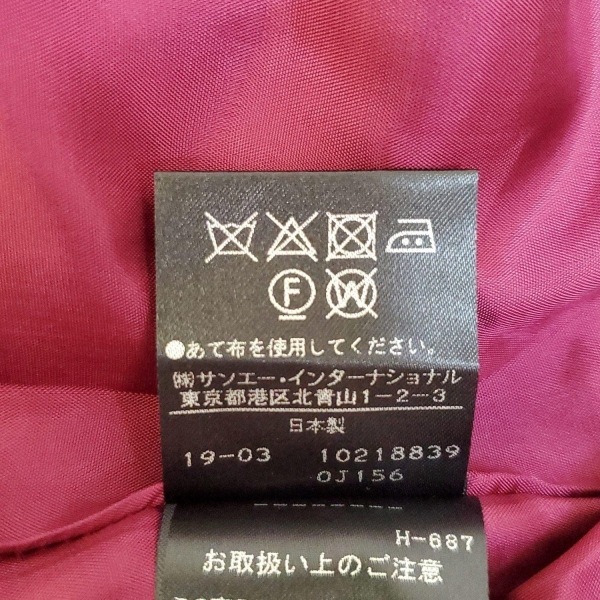 F W
●あて布を使用してください。
㈱サンエー・インターナショナル
東京都港区北青山1-2-3
日本製
19-03 10218839
0J156
H-687
お取扱い上のご注意